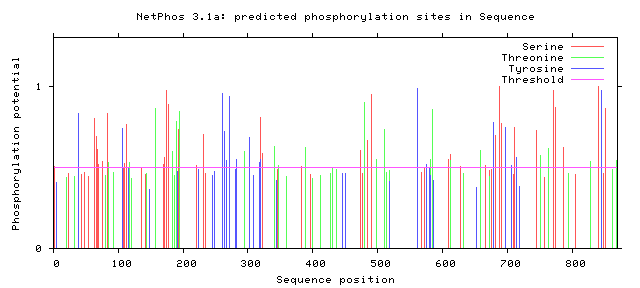 NetPhos 3.1a: predicted phosphorylation sites in Sequence
Serine
Threonine
Tyrosine
Threshold
Phosphorylation potential
1
0
0 100 200 300 400 500 600 700 800
Sequence position